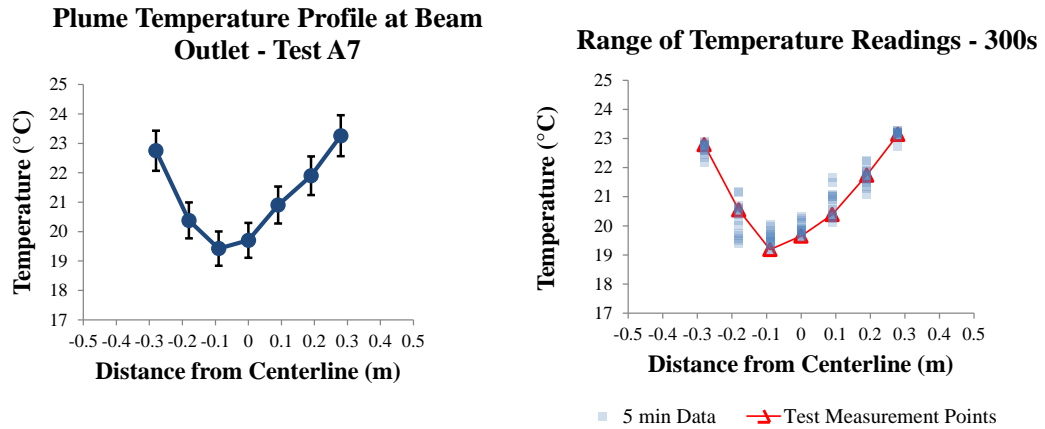 Plume Temperature Profile at Beam
Outlet - Test A7
25
24
23
22
21
20
19
18
17
Temperature (°C)
-0.5 -0.4 -0.3 -0.2 -0.1 0 0.1 0.2 0.3 0.4 0.5
Distance from Centerline (m)
Range of Temperature Readings - 300s
25
24
23
22
21
20
19
18
17
Temperature (°C)
-0.5 -0.4 -0.3 -0.2 -0.1 0 0.1 0.2 0.3 0.4 0.5
Distance from Centerline (m)
5 min Data
Test Measurement Points